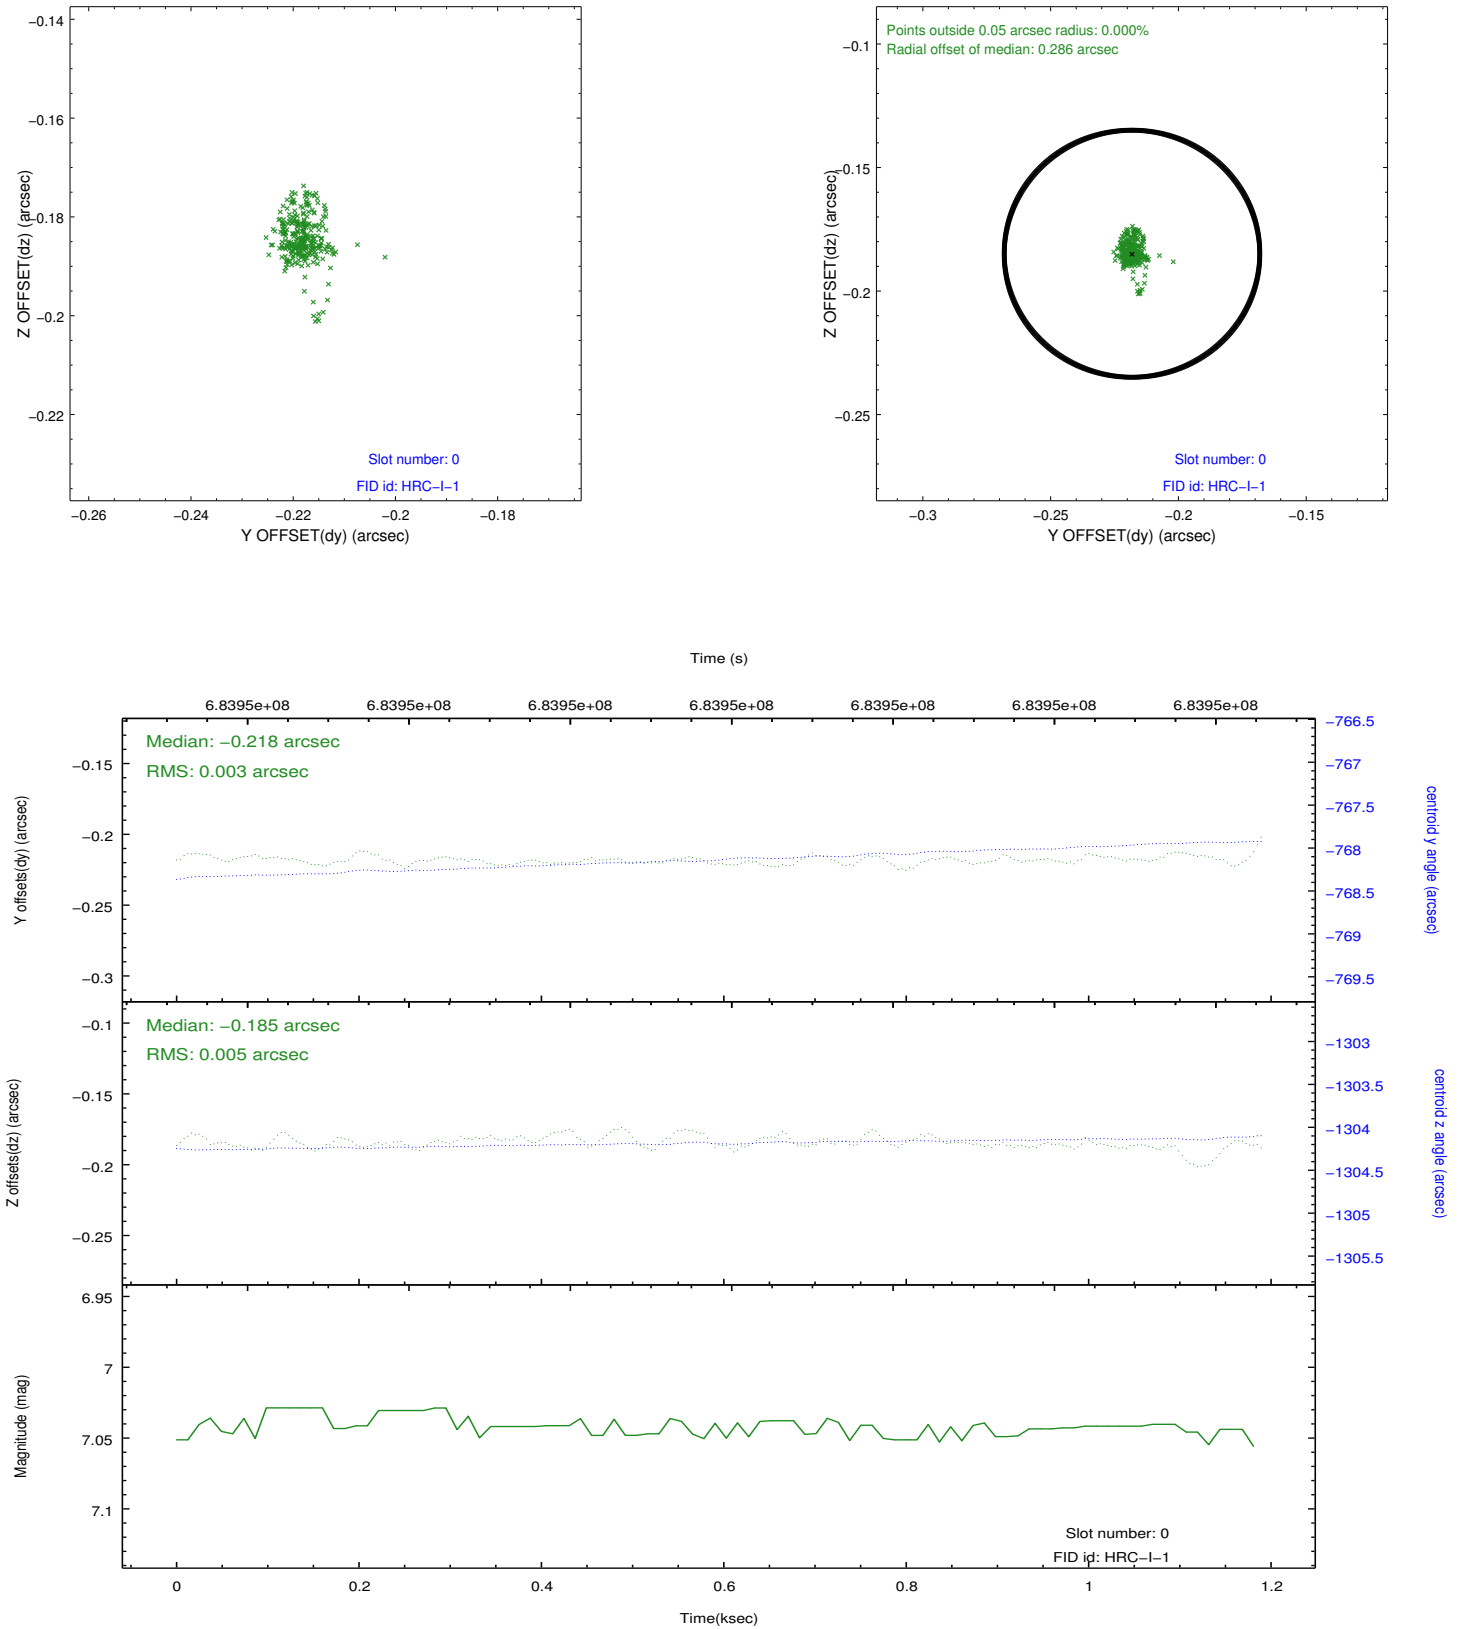 −0.14
−0.16
−0.18
−0.2
−0.22
Z OFFSET(dz) (arcsec)
Slot number: 0
FID id: HRC−I−1
−0.26 −0.24 −0.22 −0.2 −0.18
Y OFFSET(dy) (arcsec)
Points outside 0.05 arcsec radius: 0.000%
Radial offset of median: 0.286 arcsec
−0.1
−0.15
−0.2
−0.25
Z OFFSET(dz) (arcsec)
Slot number: 0
FID id: HRC−I−1
−0.3 −0.25 −0.2 −0.15
Y OFFSET(dy) (arcsec)
Time (s)
6.8395e+08 6.8395e+08 6.8395e+08 6.8395e+08 6.8395e+08 6.8395e+08 6.8395e+08
Median: −0.218 arcsec
RMS: 0.003 arcsec
−0.15
−0.2
−0.25
−0.3
Y offsets(dy) (arcsec)
−766.5
−767
−767.5
−768
−768.5
−769
−769.5
centroid y angle (arcsec)
Median: −0.185 arcsec
RMS: 0.005 arcsec
−0.1
−0.15
−0.2
−0.25
Z offsets(dz) (arcsec)
−1303
−1303.5
−1304
−1304.5
−1305
−1305.5
centroid z angle (arcsec)
6.95
7
7.05
7.1
Magnitude (mag)
Slot number: 0
FID id: HRC−I−1
0 0.2 0.4 0.6 0.8 1 1.2
Time(ksec)